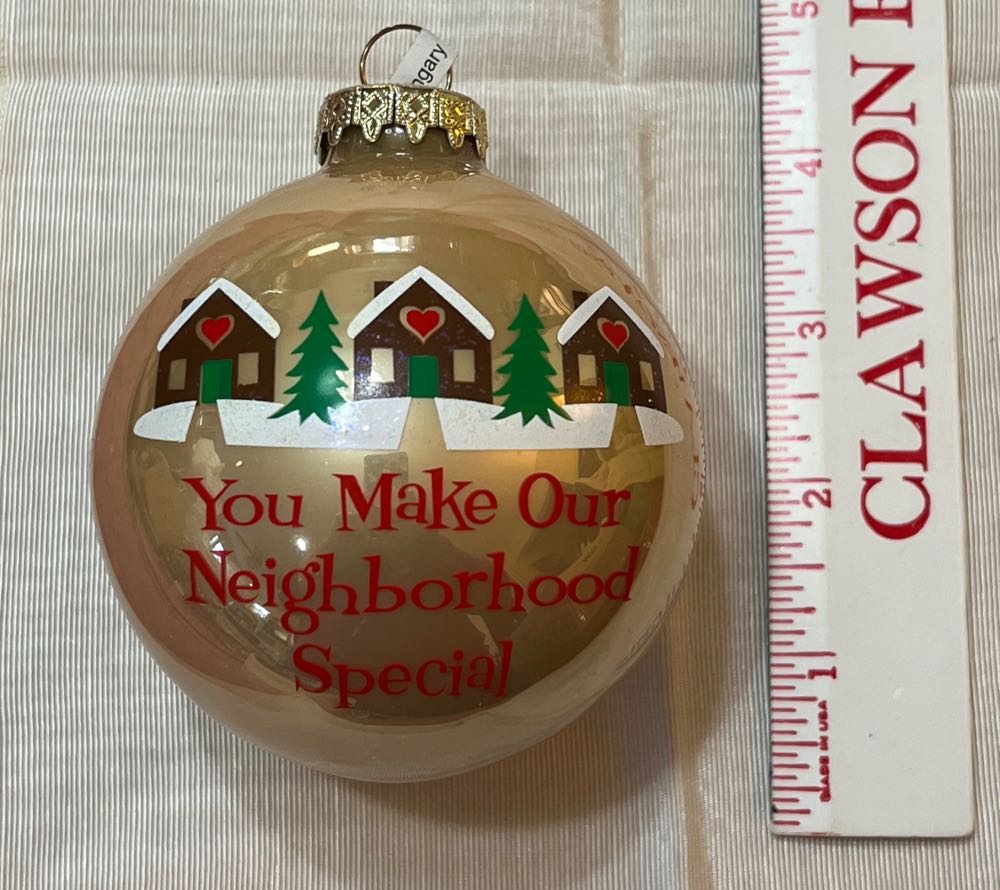 ngary
You Make Our
Neighborhood
Special
5
4
3
2
1
MADE IN USA
CLAWSON